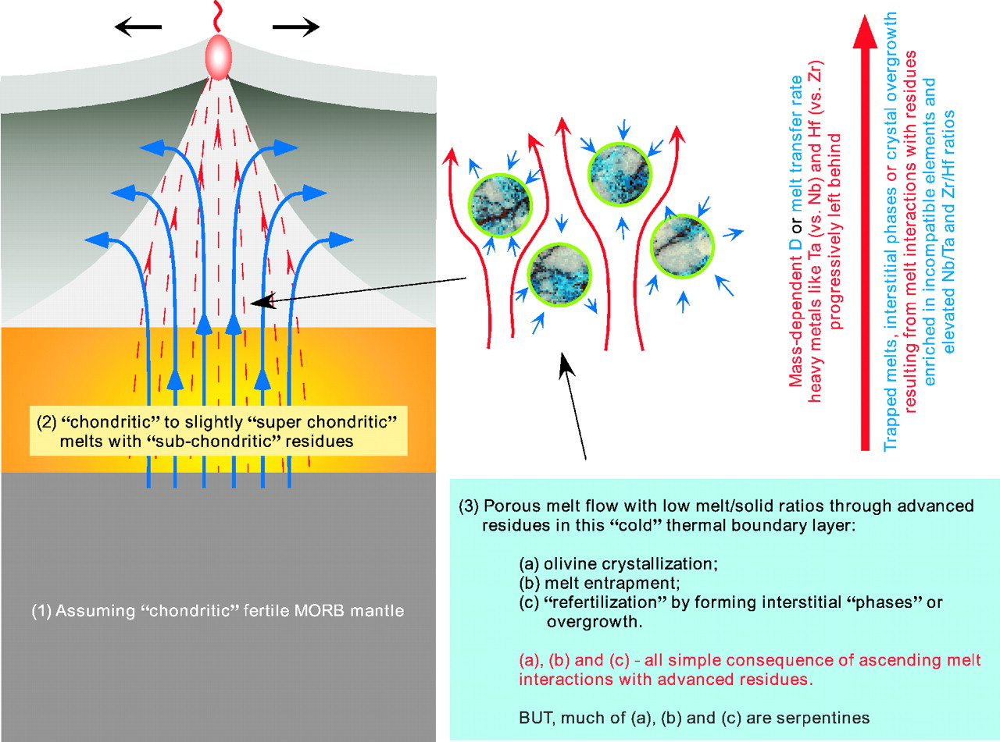 Mass-dependent D or melt transfer rate
heavy metals like Ta (vs. Nb) and Hf (vs. Zr)
progressively left behind
Trapped melts, interstitial phases or crystal overgrowth
resulting from melt interactions with residues
enriched in incompatible elements and
elevated Nb/Ta and Zr/Hf ratios
(2) “chondritic” to slightly “super chondritic”
melts with “sub-chondritic” residues
(1) Assuming “chondritic” fertile MORB mantle
(3) Porous melt flow with low melt/solid ratios through advanced
residues in this “cold” thermal boundary layer:
(a) olivine crystallization;
(b) melt entrapment;
(c) “refertilization” by forming interstitial “phases” or
overgrowth.
(a), (b) and (c) - all simple consequence of ascending melt
interactions with advanced residues.
BUT, much of (a), (b) and (c) are serpentines